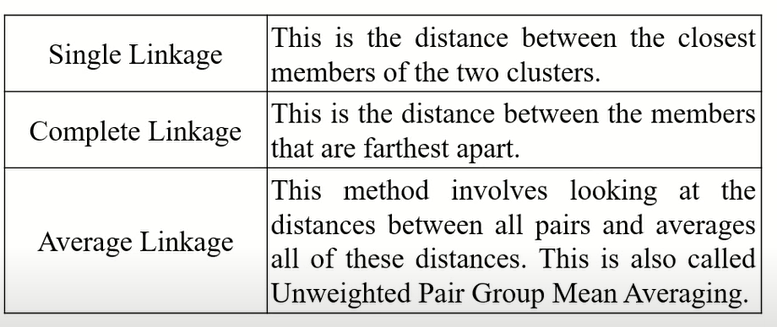 Single Linkage
This is the distance between the closest
members of the two clusters.
Complete Linkage
This is the distance between the members
that are farthest apart.
Average Linkage
This method involves looking at the
distances between all pairs and averages
all of these distances. This is also called
Unweighted Pair Group Mean Averaging.